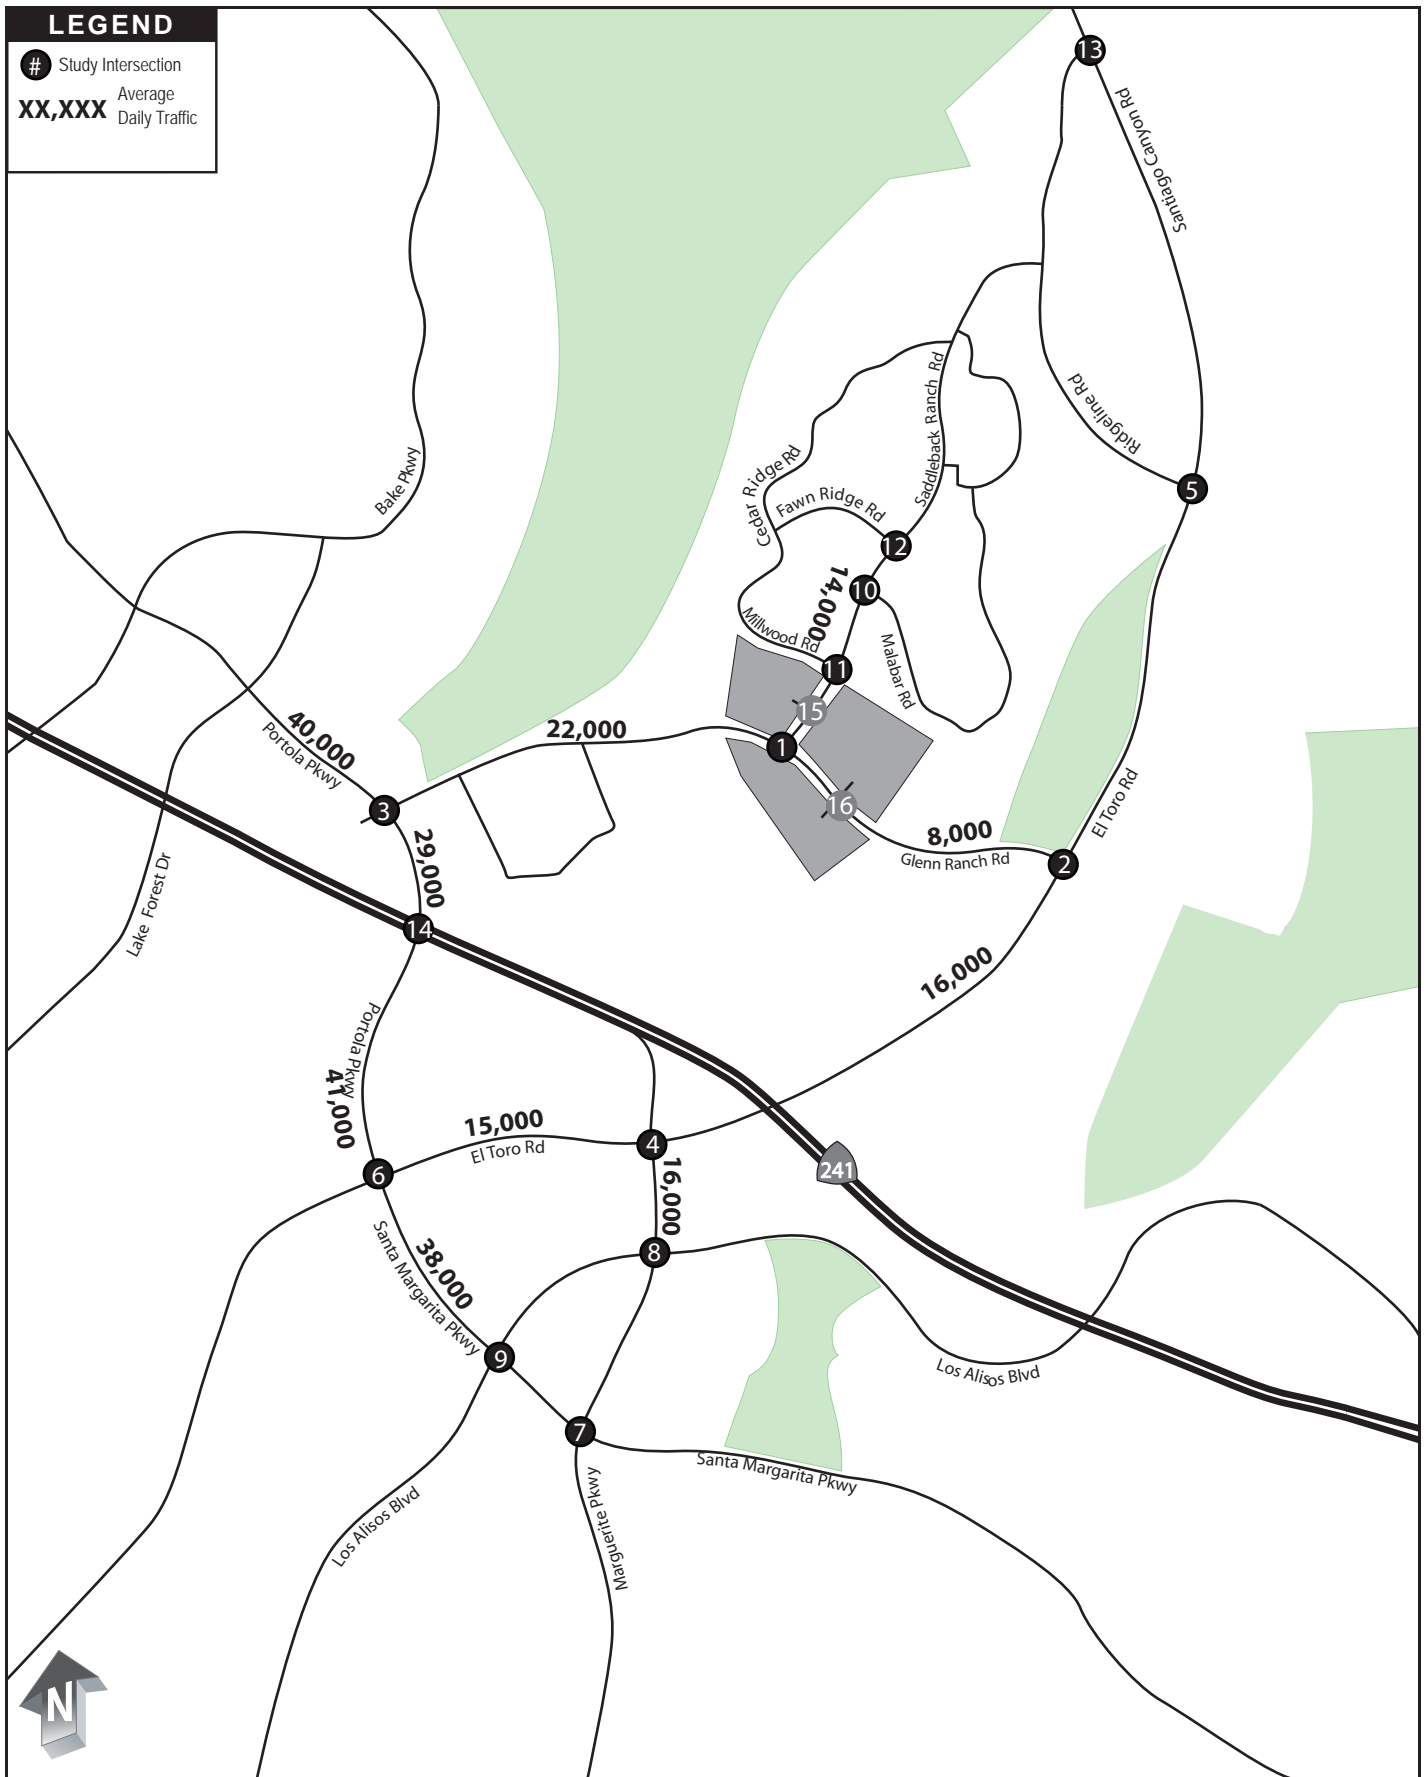 LEGEND
# Study Intersection
XX,XXX Average
Daily Traffic
13
Santiago Canyon Rd
Saddleback Ranch Rd
Ridgeline Rd
Bake Pkwy
Cedar Ridge Rd
Fawn Ridge Rd
5
12
14,000
10
Millwood Rd
Malabar Rd
11
15
40,000
Portola Pkwy
22,000
1
3
16
El Toro Rd
29,000
8,000
Glenn Ranch Rd
2
Lake Forest Dr
14
16,000
Portola Pkwy
41,000
15,000
El Toro Rd
4
241
6
16,000
Santa Margarita Pkwy
38,000
8
9
Los Alisos Blvd
7
Santa Margarita Pkwy
Los Alisos Blvd
Marguerite Pkwy
N